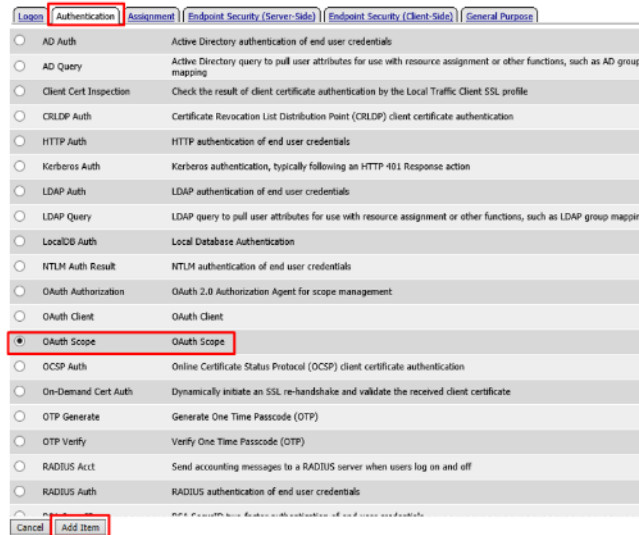 Logon Authentication Assignment Endpoint Security (Server-Side) Endpoint Security (Client-Side) General Purpose
AD Auth Active Directory authentication of end user credentials
AD Query Active Directory query to pull user attributes for use with resource assignment or other functions, such as AD group
mapping
Client Cert Inspection Check the result of client certificate authentication by the Local Traffic Client SSL profile
CRLDP Auth Certificate Revocation List Distribution Point (CRLDP) client certificate authentication
HTTP Auth HTTP authentication of end user credentials
Kerberos Auth Kerberos authentication, typically following an HTTP 401 Response action
LDAP Auth LDAP authentication of end user credentials
LDAP Query LDAP query to pull user attributes for use with resource assignment or other functions, such as LDAP group
LocalDB Auth Local Database Authentication
NTLM Auth Result NTLM authentication of end user credentials
OAuth Authorization OAuth 2.0 Authorization Agent for scope management
OAuth Client OAuth Client
OAuth Scope OAuth Scope
OCSP Auth Online Certificate Status Protocol (OCSP) client certificate authentication
On-Demand Cert Auth Dynamically initiate an SSL re-handshake and validate the received client certificate
OTP Generate Generate One Time Passcode (OTP)
OTP Verify Verify One Time Passcode (OTP)
RADIUS Acct Send accounting messages to a RADIUS server when users log on and off
RADIUS Auth RADIUS authentication of end user credentials
Cancel Add Item